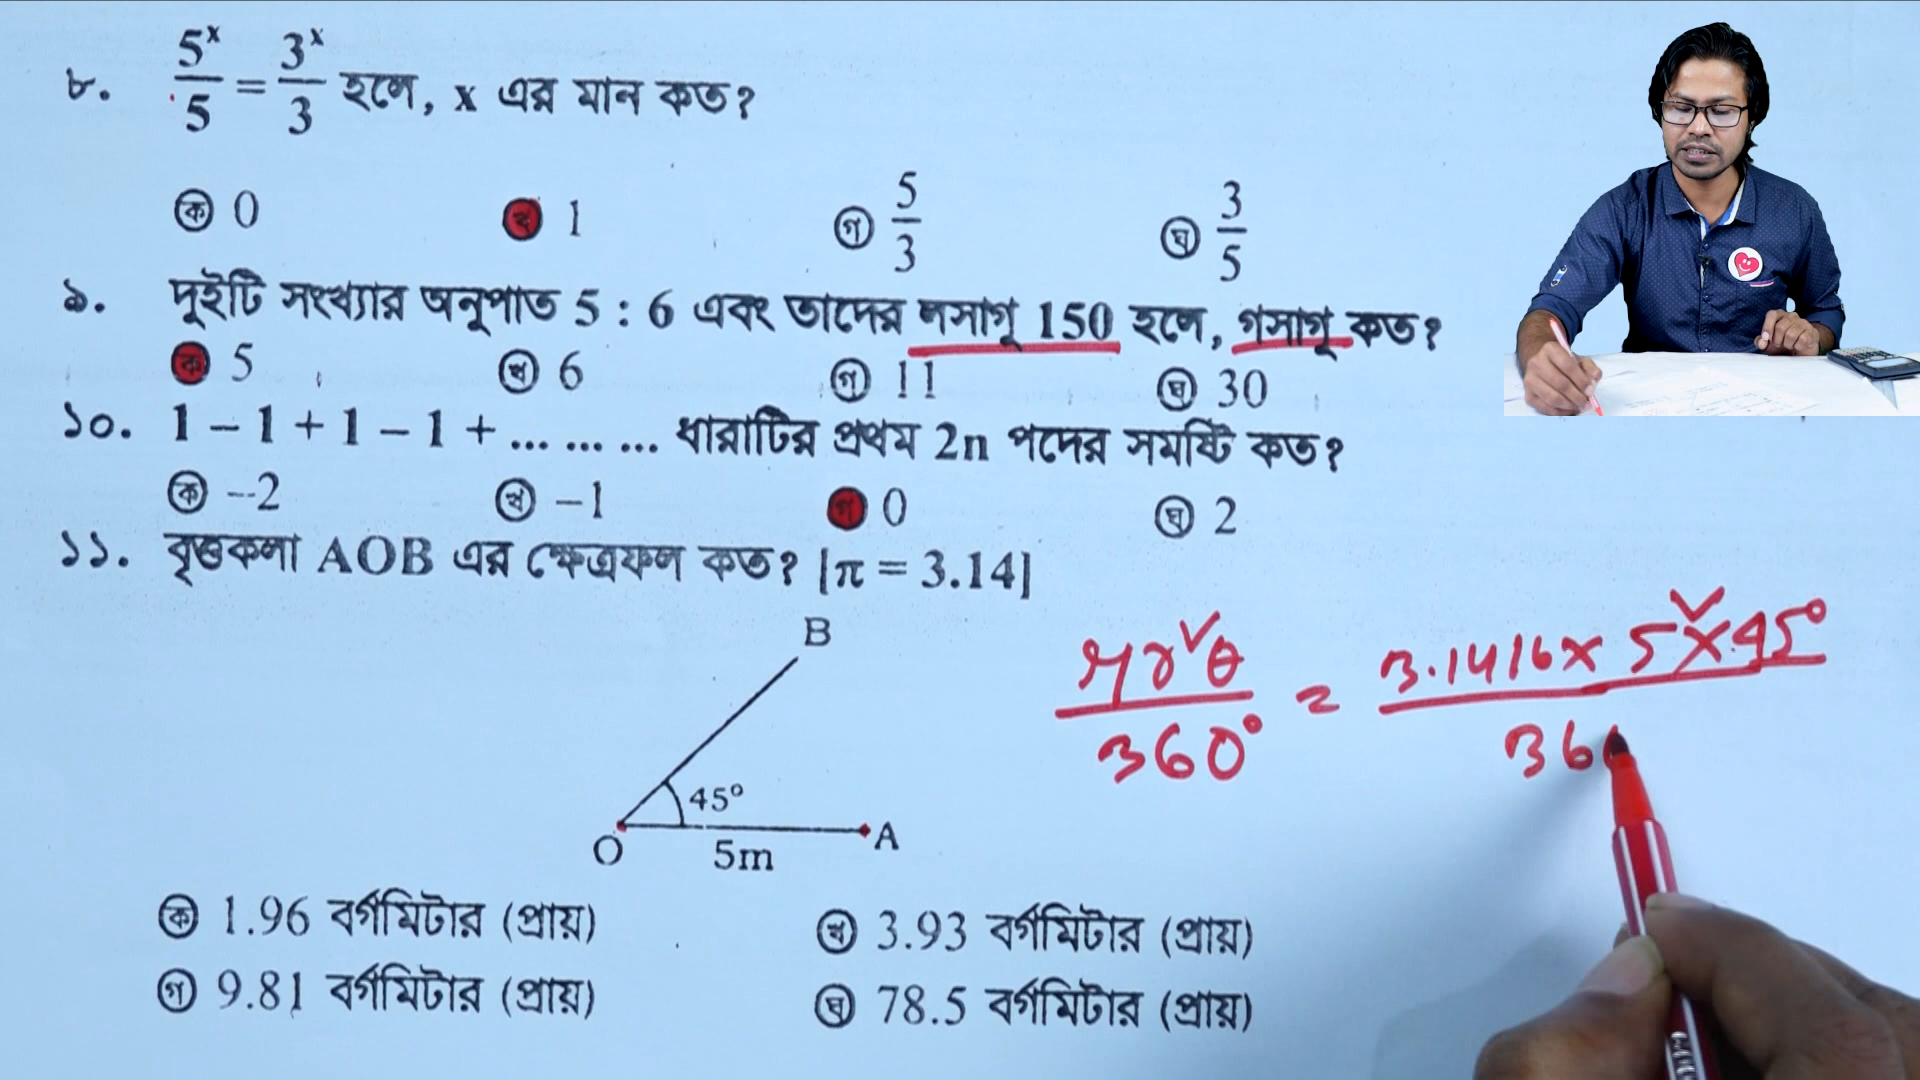 ৮. 5ˣ/5 = 3ˣ/3 হলে, x এর মান কত?
ক 0 খ 1 গ 5/3 ঘ 3/5
৯. দুইটি সংখ্যার অনুপাত 5 : 6 এবং তাদের লসাগু 150 হলে, গসাগু কত?
ক 5 খ 6 গ 11 ঘ 30
১০. 1 – 1 + 1 – 1 + ... ... ... ধারাটির প্রথম 2n পদের সমষ্টি কত?
ক –2 খ –1 গ 0 ঘ 2
১১. বৃত্তকলা AOB এর ক্ষেত্রফল কত? [π = 3.14]
B
πr²θ/360° = 3.1416× 5²×45°/360
45°
O 5m A
ক 1.96 বর্গমিটার (প্রায়) খ 3.93 বর্গমিটার (প্রায়)
গ 9.81 বর্গমিটার (প্রায়) ঘ 78.5 বর্গমিটার (প্রায়)